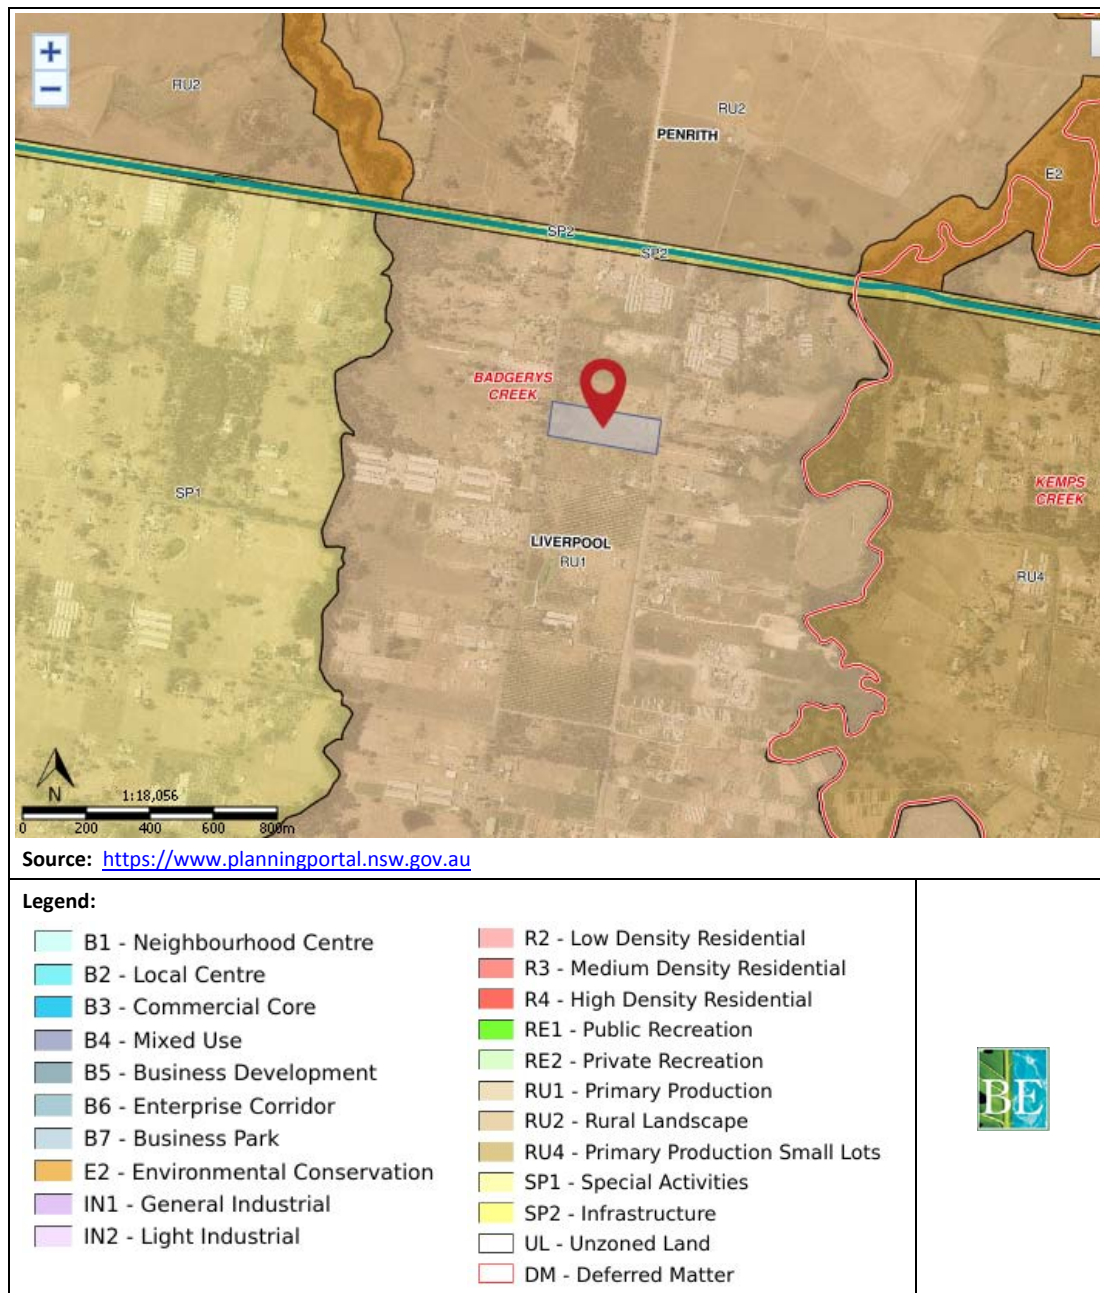 +
−
RU2
RU2
PENRITH
E2
SP2
SP2
BADGERYS
CREEK
SP1
KEMPS
CREEK
LIVERPOOL
RU1
RU4
N
1:18,056
0 200 400 600 800m
Source: https://www.planningportal.nsw.gov.au
Legend:
B1 - Neighbourhood Centre
B2 - Local Centre
B3 - Commercial Core
B4 - Mixed Use
B5 - Business Development
B6 - Enterprise Corridor
B7 - Business Park
E2 - Environmental Conservation
IN1 - General Industrial
IN2 - Light Industrial
R2 - Low Density Residential
R3 - Medium Density Residential
R4 - High Density Residential
RE1 - Public Recreation
RE2 - Private Recreation
RU1 - Primary Production
RU2 - Rural Landscape
RU4 - Primary Production Small Lots
SP1 - Special Activities
SP2 - Infrastructure
UL - Unzoned Land
DM - Deferred Matter
BE